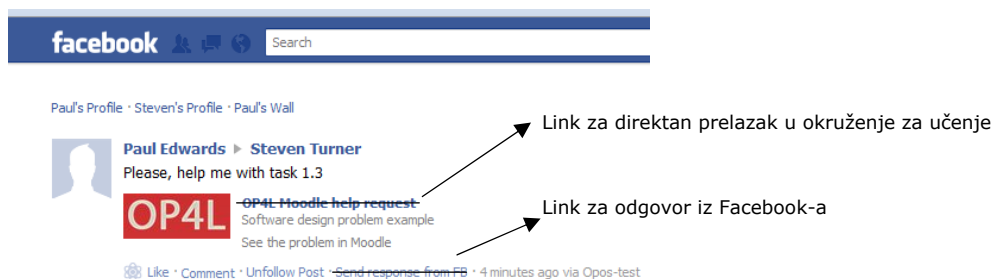 facebook Search
Paul's Profile · Steven's Profile · Paul's Wall
Link za direktan prelazak u okruženje za učenje
Paul Edwards ▶ Steven Turner
Please, help me with task 1.3
OP4L
OP4L Moodle help request
Software design problem example
See the problem in Moodle
Link za odgovor iz Facebook-a
Like · Comment · Unfollow Post · Send response from FB · 4 minutes ago via Opos-test